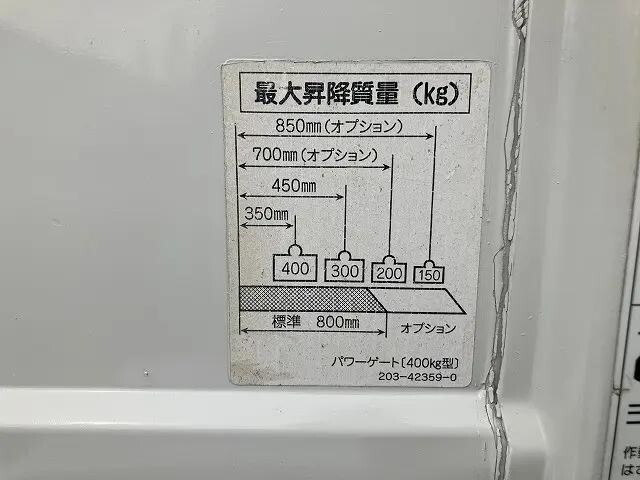 最大昇降質量(kg)
850mm(オプション)
700mm(オプション)
450mm
350mm
400 300 200 150
標準 800mm オプション
パワーゲート〔400kg型〕
203-42359-0
作
は